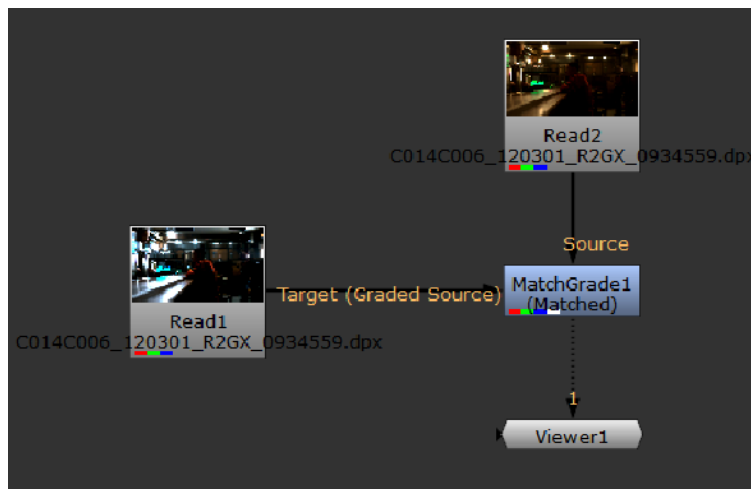 Read2
C014C006_120301_R2GX_0934559.dpx
Source
Target (Graded Source)
MatchGrade1
(Matched)
Read1
C014C006_120301_R2GX_0934559.dpx
1
Viewer1